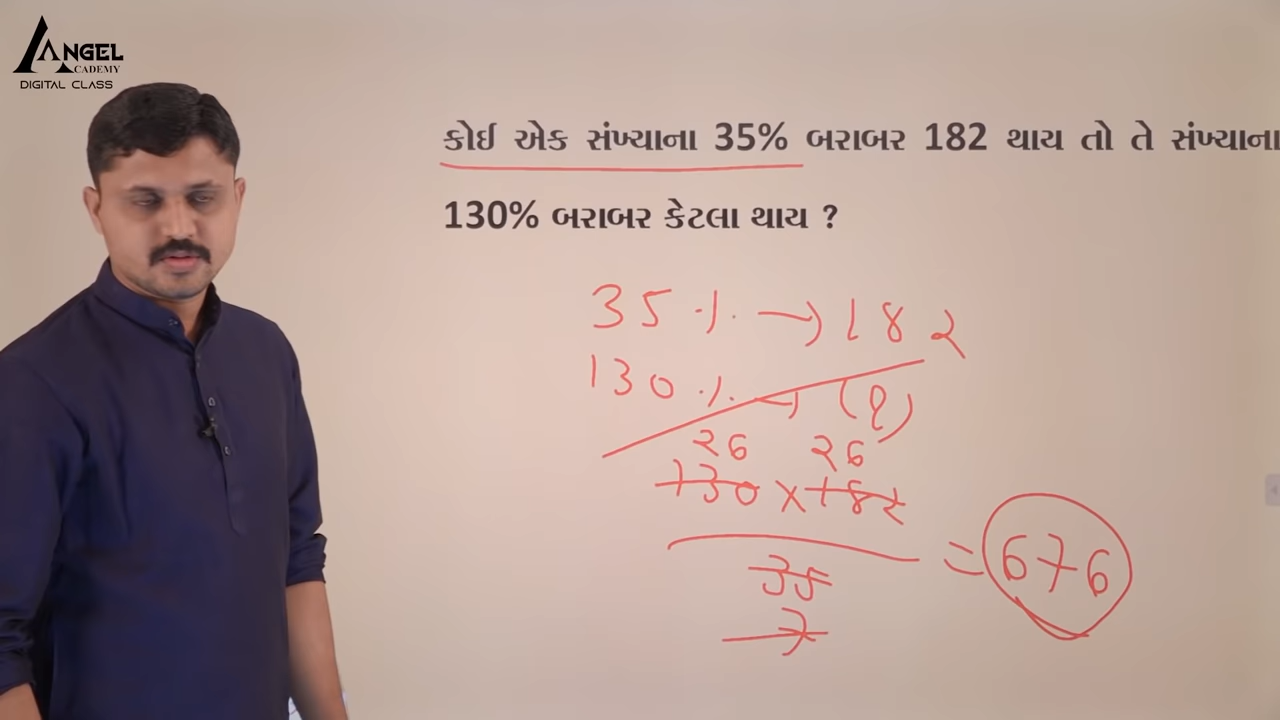 ANGEL
ACADEMY
DIGITAL CLASS
કોઈ એક સંખ્યાના 35% બરાબર 182 થાય તો તે સંખ્યાના
130% બરાબર કેટલા થાય ?
35 % → 182
130 % → (?)
26 26
130 × 182
35
7
= 676